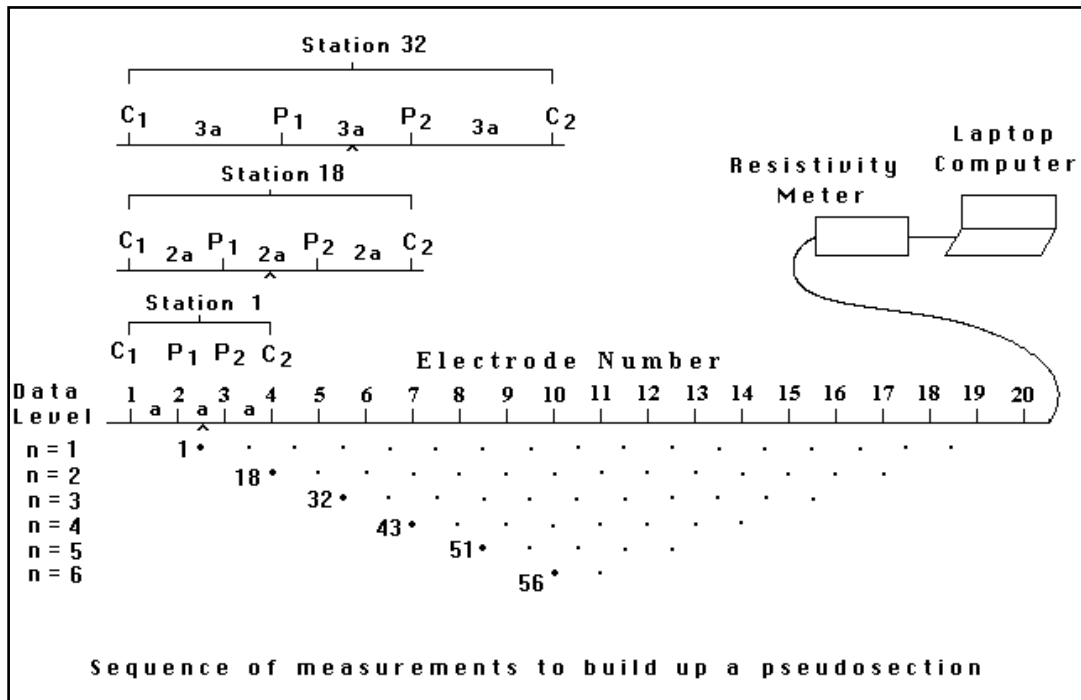 Station 32
C1 P1 P2 C2
3a 3a 3a
Laptop
Computer
Resistivity
Meter
Station 18
C1 P1 P2 C2
2a 2a 2a
Station 1
C1 P1 P2 C2
Electrode Number
Data
Level
1 2 3 4 5 6 7 8 9 10 11 12 13 14 15 16 17 18 19 20
a a a
n = 1 1
n = 2 18
n = 3 32
n = 4 43
n = 5 51
n = 6 56
Sequence of measurements to build up a pseudosection